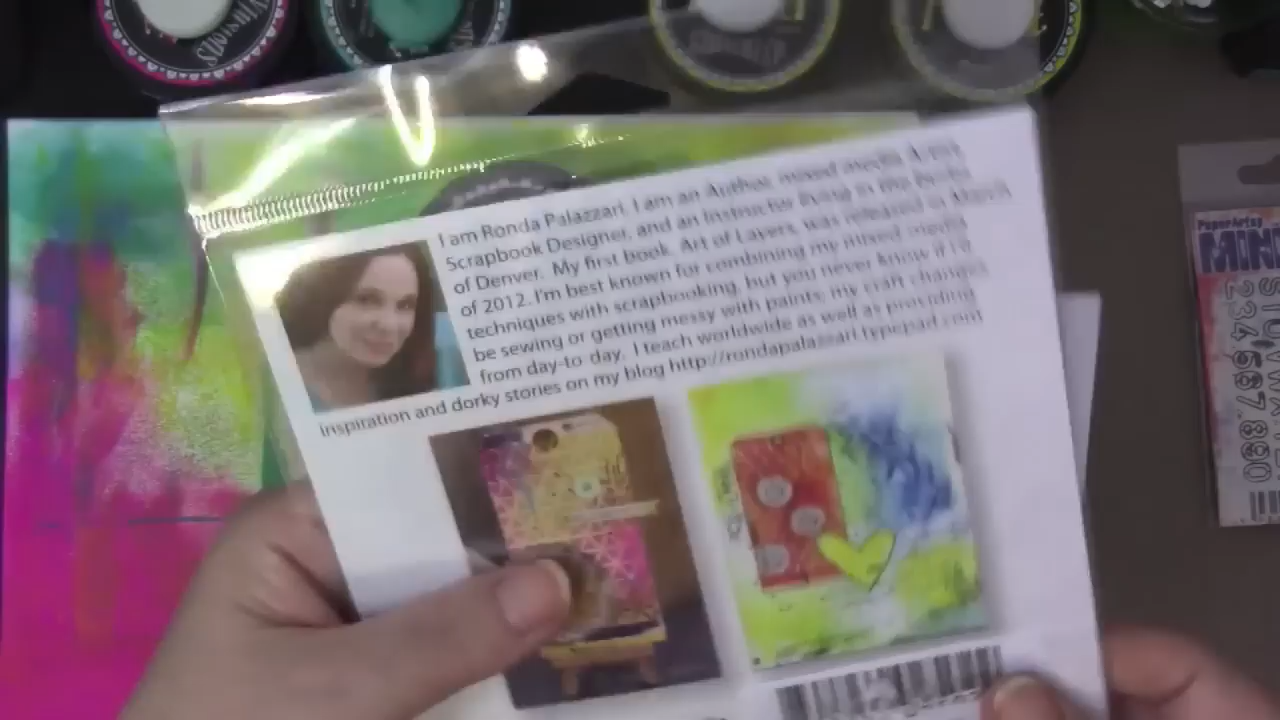 I am Ronda Palazzari. I am an Author, mixed media Artist,
Scrapbook Designer, and an Instructor living in the
of Denver. My first book, Art of Layers, was released in March
of 2012. I'm best known for combining my mixed media
techniques with scrapbooking, but you never know if I'll
be sewing or getting messy with paints; my craft changes
from day-to day. I teach worldwide as well as providing
inspiration and dorky stories on my blog http://rondapalazzari.typepad.com
PaperArtsy
MINI